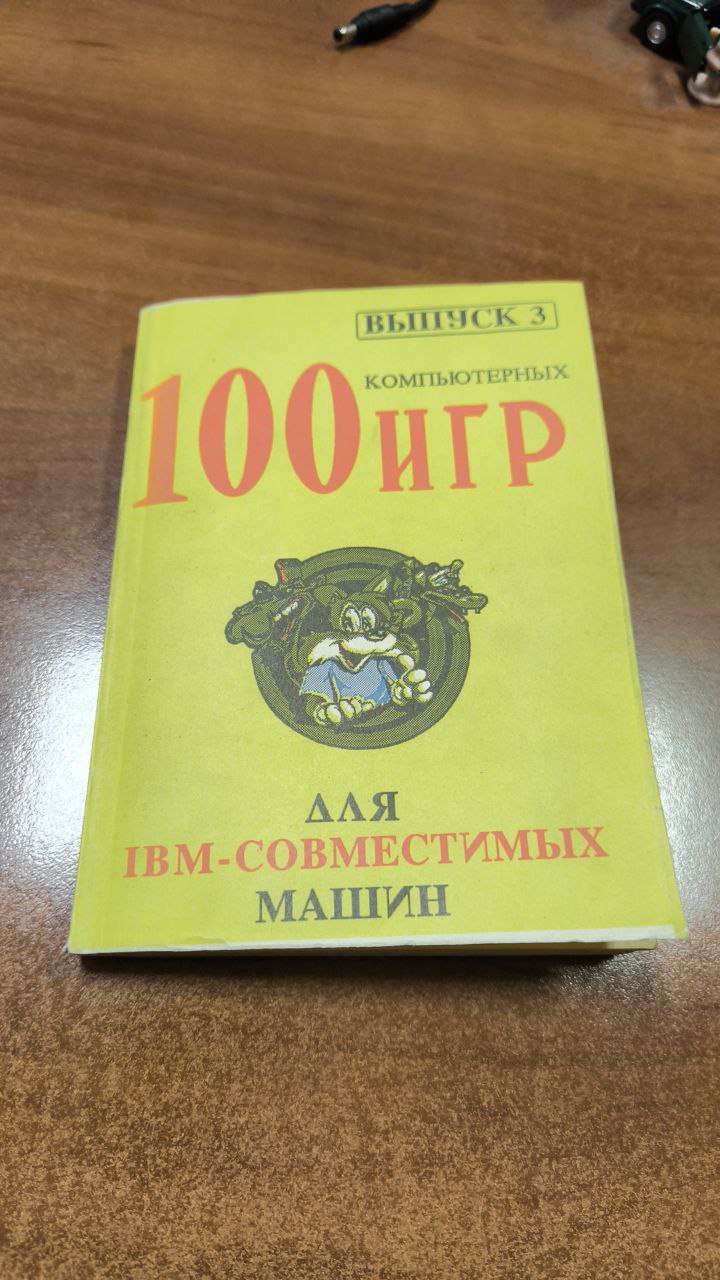 ВЫПУСК 3
100 КОМПЬЮТЕРНЫХ
ИГР
ДЛЯ
IBM-СОВМЕСТИМЫХ
МАШИН